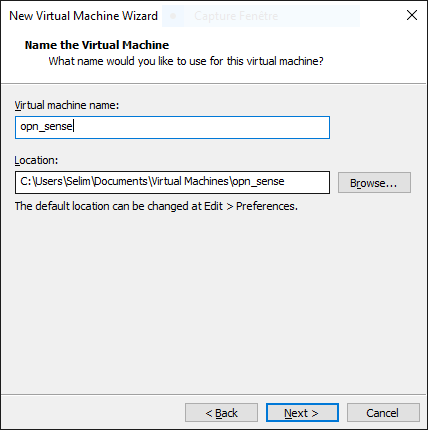 New Virtual Machine Wizard
Capture Fenêtre
Name the Virtual Machine
What name would you like to use for this virtual machine?
Virtual machine name:
opn_sense
Location:
C:\Users\Selim\Documents\Virtual Machines\opn_sense
Browse...
The default location can be changed at Edit > Preferences.
< Back
Next >
Cancel